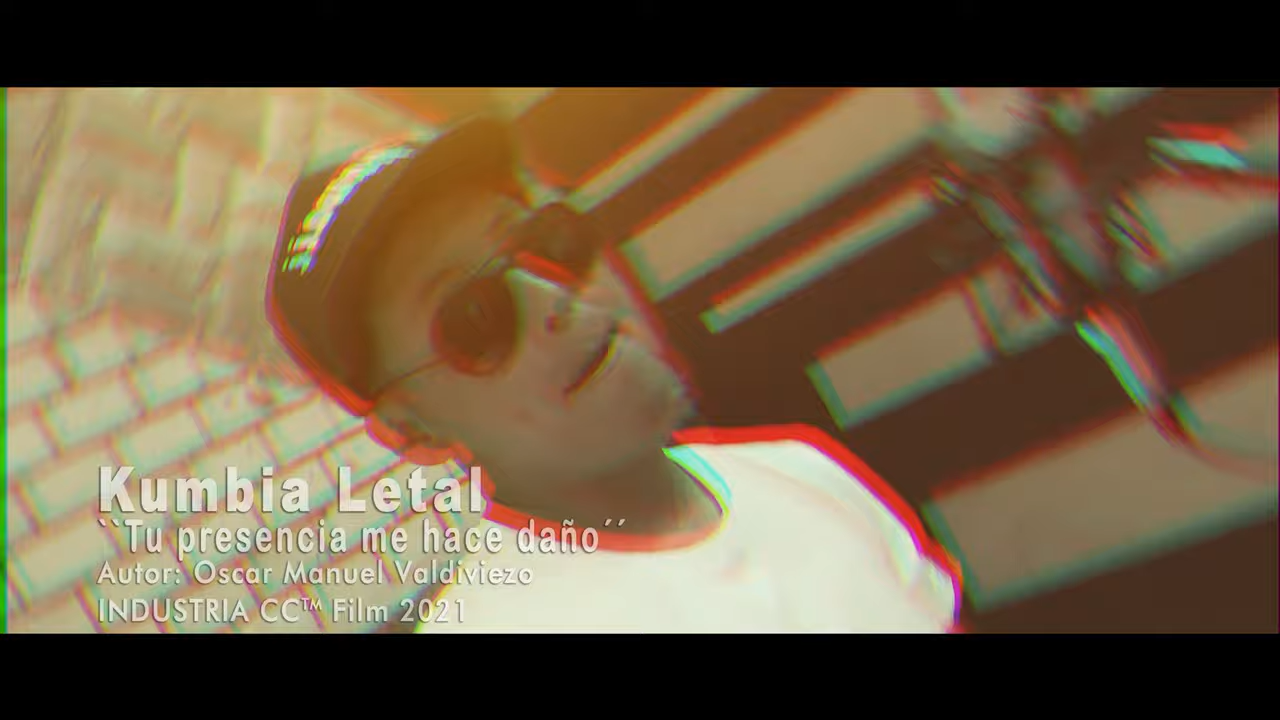 Kumbia Letal
``Tu presencia me hace daño´´
Autor: Oscar Manuel Valdiviezo
INDUSTRIA CC™ Film 2021